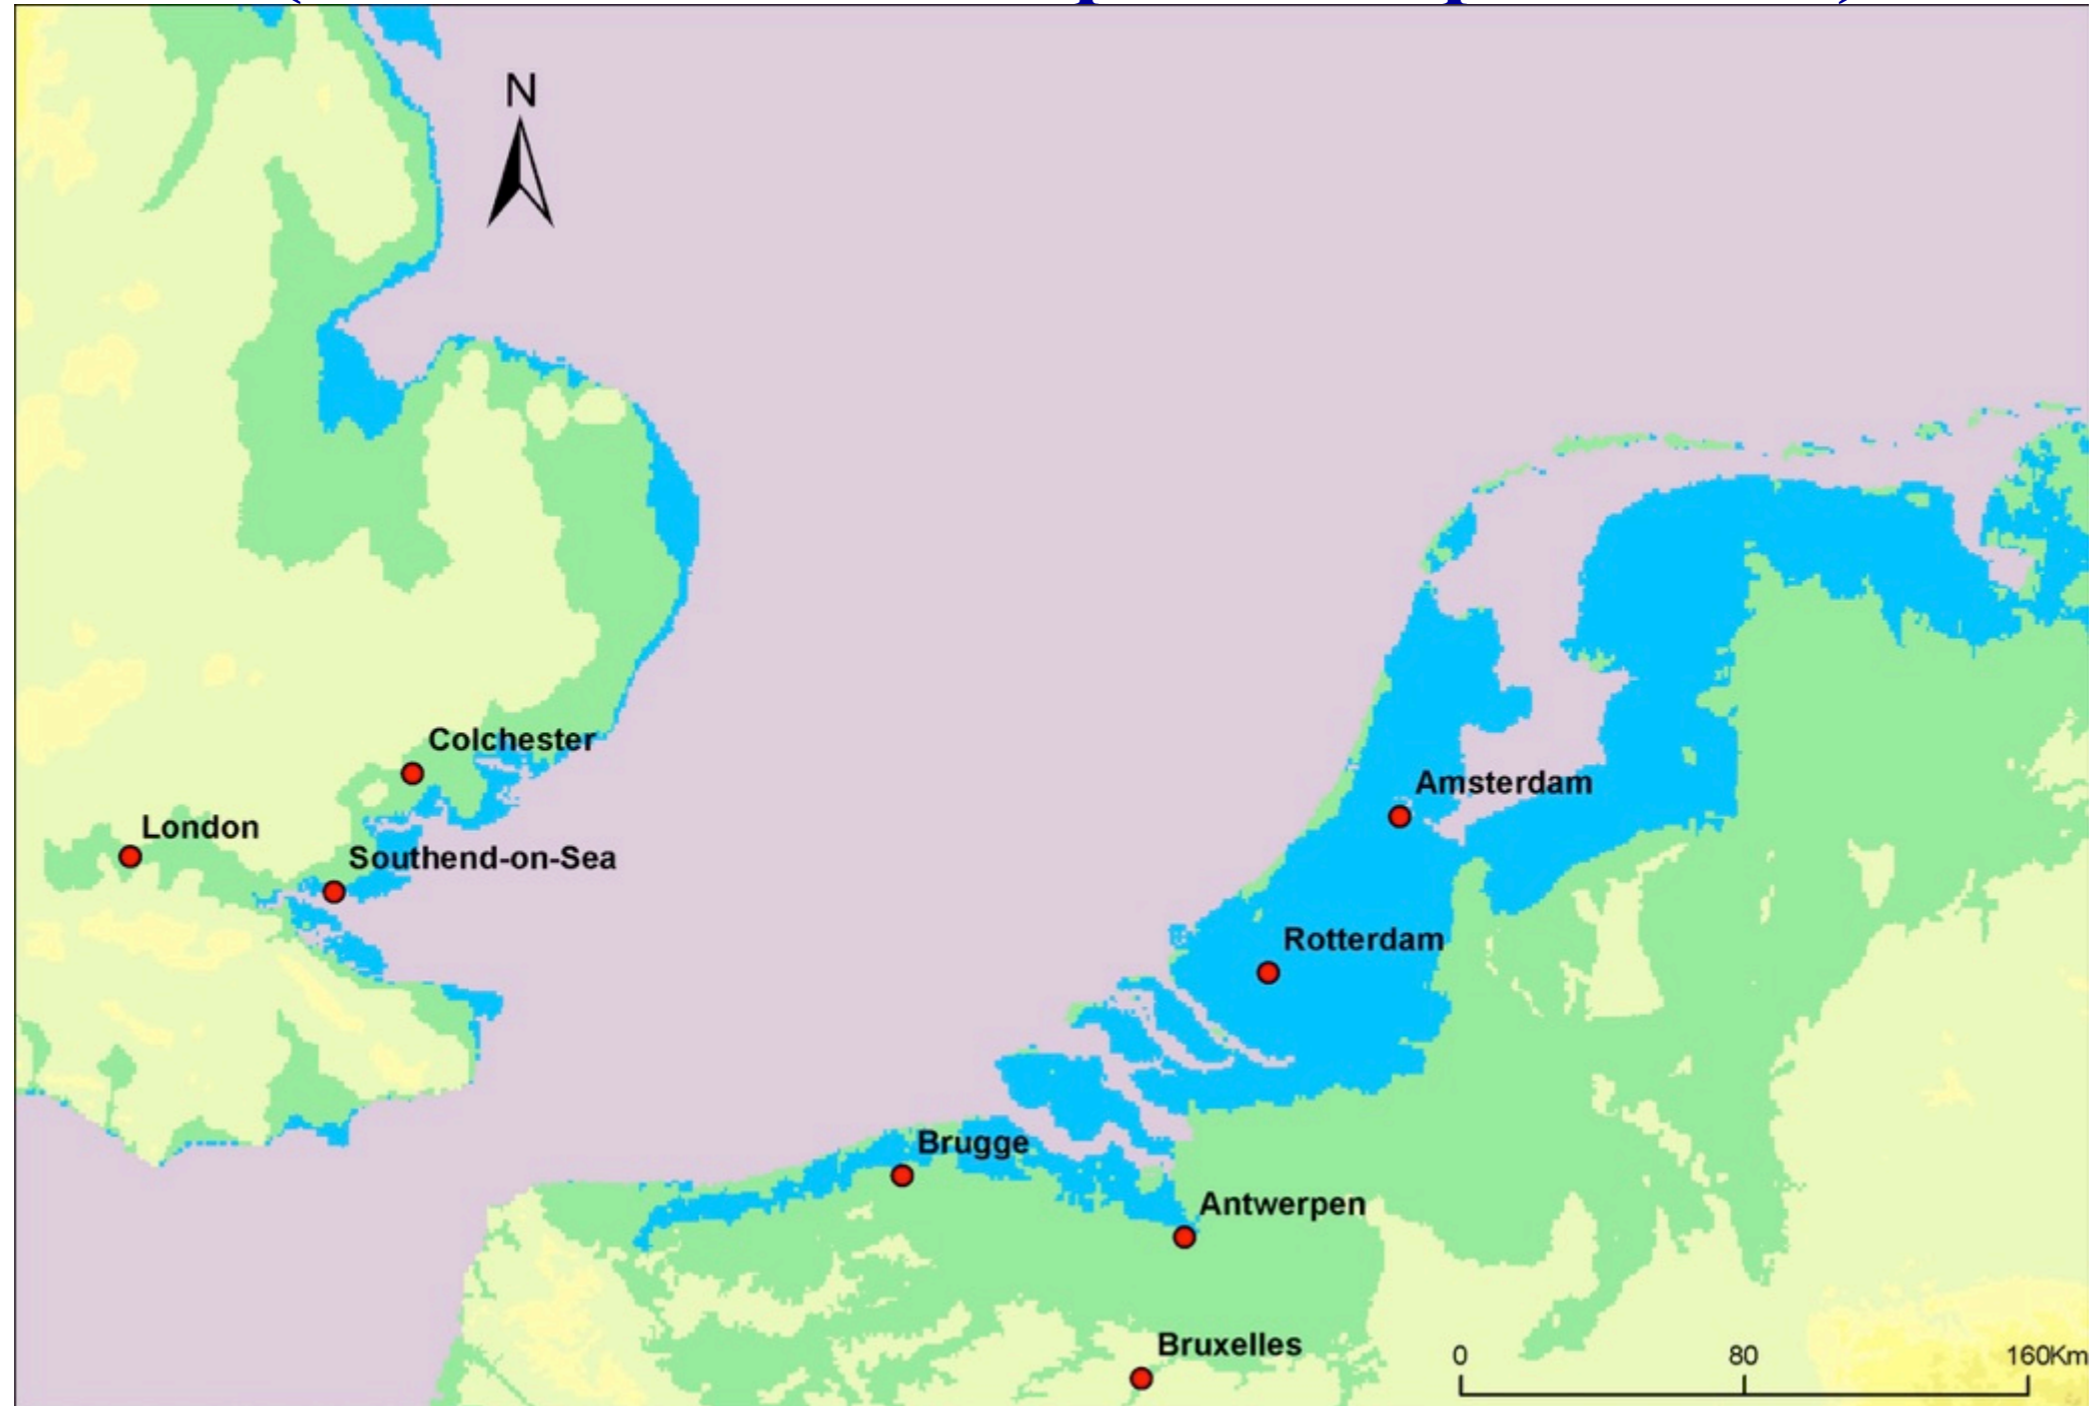 N
Colchester
Amsterdam
London
Southend-on-Sea
Rotterdam
Brugge
Antwerpen
Bruxelles
0 80 160Km